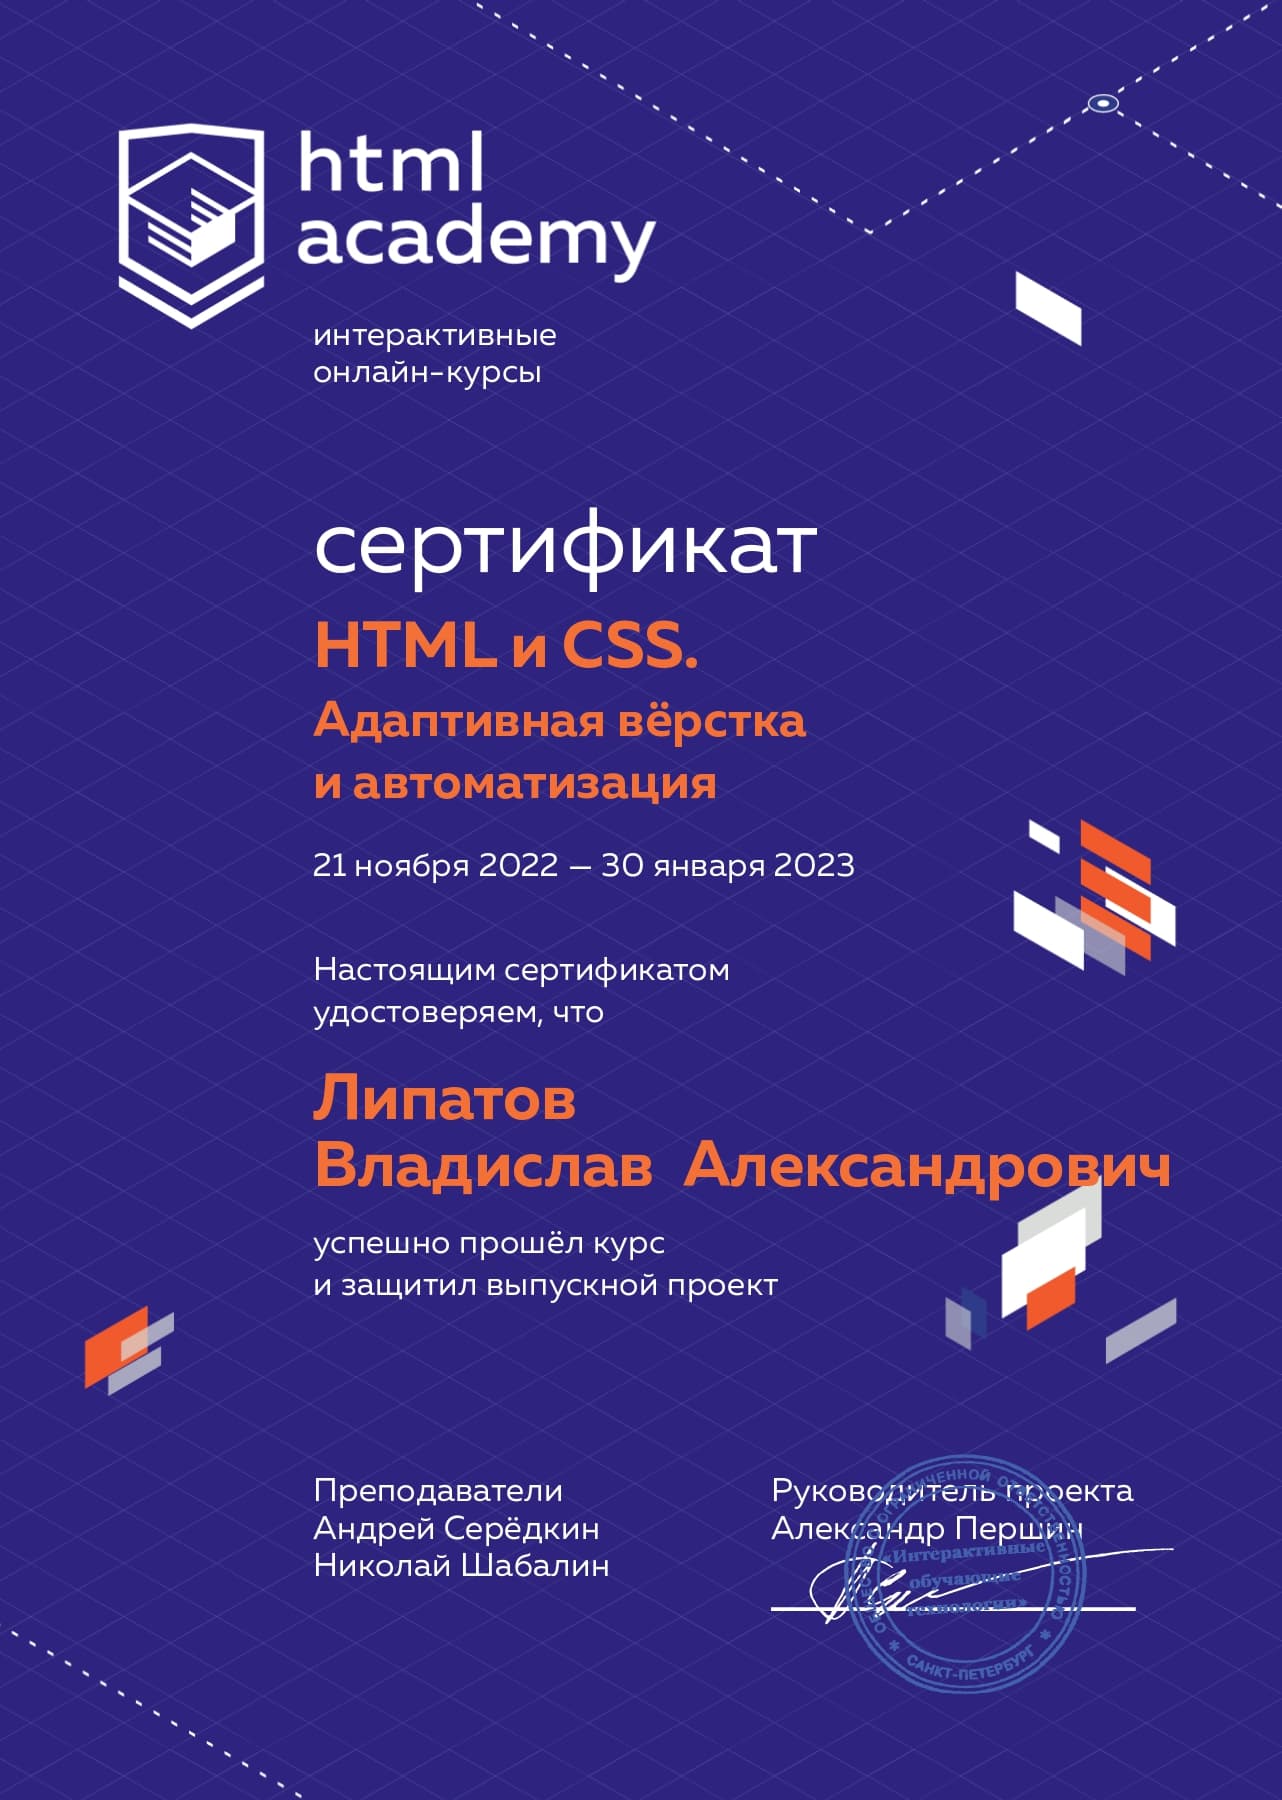 html
academy
интерактивные
онлайн-курсы
сертификат
HTML и CSS.
Адаптивная вёрстка
и автоматизация
21 ноября 2022 — 30 января 2023
Настоящим сертификатом
удостоверяем, что
Липатов
Владислав Александрович
успешно прошёл курс
и защитил выпускной проект
Преподаватели
Андрей Серёдкин
Николай Шабалин
Руководитель проекта
Александр Першин
«Интерактивные
обучающие
технологии»
САНКТ-ПЕТЕРБУРГ